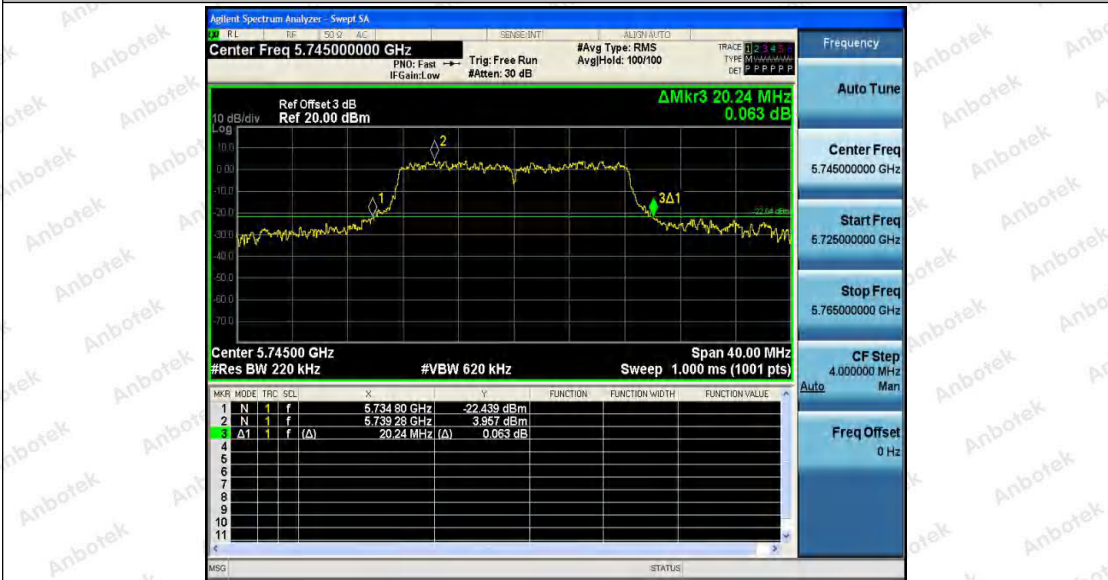 Agilent Spectrum Analyzer - Swept SA
RL RF 50 Ω AC SENSE:INT ALIGN AUTO
Center Freq 5.745000000 GHz
PNO: Fast
IFGain:Low
Trig: Free Run
#Atten: 30 dB
#Avg Type: RMS
Avg|Hold: 100/100
TRACE 1 2 3 4 5 6
TYPE M
DET P P P P P P
Ref Offset 3 dB
Ref 20.00 dBm
10 dB/div
Log
ΔMkr3 20.24 MHz
0.063 dB
10.0
0.00
-10.0
-20.0
-30.0
-40.0
-50.0
-60.0
-70.0
1
2
3Δ1
-22.04 dBm
Center 5.74500 GHz
Span 40.00 MHz
#Res BW 220 kHz
#VBW 620 kHz
Sweep 1.000 ms (1001 pts)
MKR MODE TRC SCL X Y FUNCTION FUNCTION WIDTH FUNCTION VALUE
1 N 1 f 5.734 80 GHz -22.439 dBm
2 N 1 f 5.739 28 GHz 3.957 dBm
3 Δ1 1 f (Δ) 20.24 MHz (Δ) 0.063 dB
4
5
6
7
8
9
10
11
MSG
STATUS
Frequency
Auto Tune
Center Freq
5.745000000 GHz
Start Freq
5.725000000 GHz
Stop Freq
5.765000000 GHz
CF Step
4.000000 MHz
Auto Man
Freq Offset
0 Hz
Anbotek